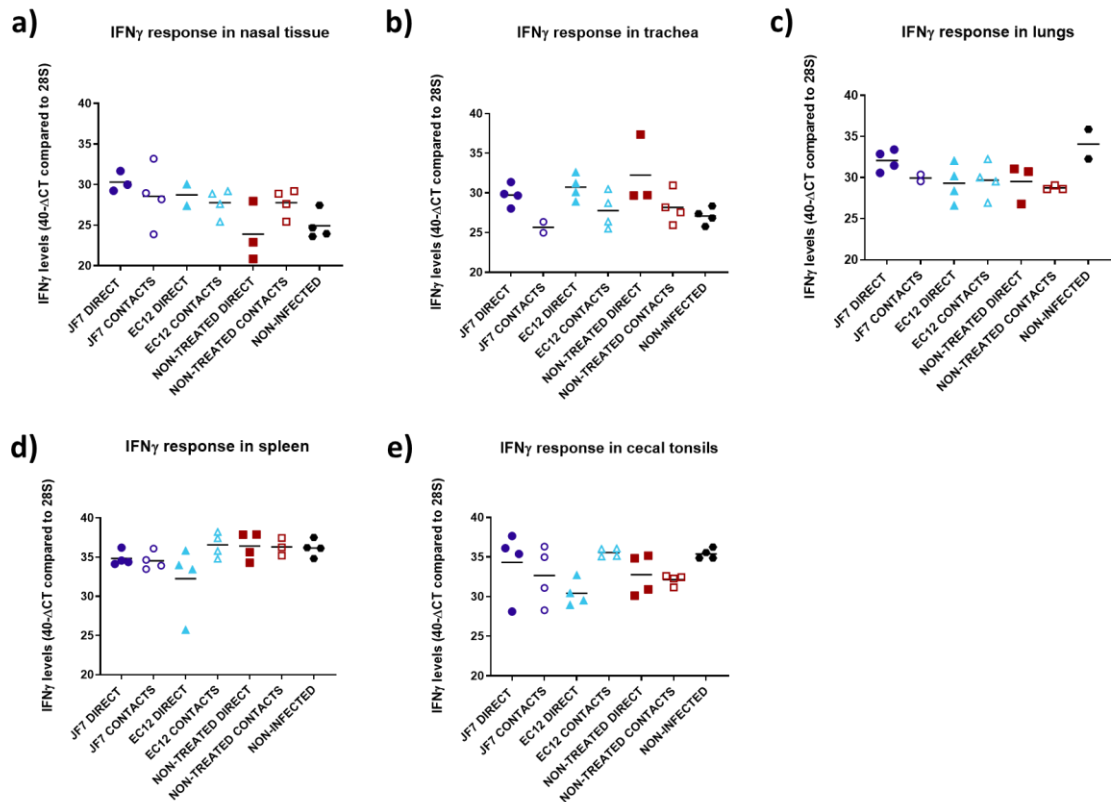 a)
IFNγ response in nasal tissue
IFNγ levels (40-ΔCT compared to 28S)
40
35
30
25
20
JF7 DIRECT
JF7 CONTACTS
EC12 DIRECT
EC12 CONTACTS
NON-TREATED DIRECT
NON-TREATED CONTACTS
NON-INFECTED
b)
IFNγ response in trachea
IFNγ levels (40-ΔCT compared to 28S)
40
35
30
25
20
JF7 DIRECT
JF7 CONTACTS
EC12 DIRECT
EC12 CONTACTS
NON-TREATED DIRECT
NON-TREATED CONTACTS
NON-INFECTED
c)
IFNγ response in lungs
IFNγ levels (40-ΔCT compared to 28S)
40
35
30
25
20
JF7 DIRECT
JF7 CONTACTS
EC12 DIRECT
EC12 CONTACTS
NON-TREATED DIRECT
NON-TREATED CONTACTS
NON-INFECTED
d)
IFNγ response in spleen
IFNγ levels (40-ΔCT compared to 28S)
40
35
30
25
20
JF7 DIRECT
JF7 CONTACTS
EC12 DIRECT
EC12 CONTACTS
NON-TREATED DIRECT
NON-TREATED CONTACTS
NON-INFECTED
e)
IFNγ response in cecal tonsils
IFNγ levels (40-ΔCT compared to 28S)
40
35
30
25
20
JF7 DIRECT
JF7 CONTACTS
EC12 DIRECT
EC12 CONTACTS
NON-TREATED DIRECT
NON-TREATED CONTACTS
NON-INFECTED